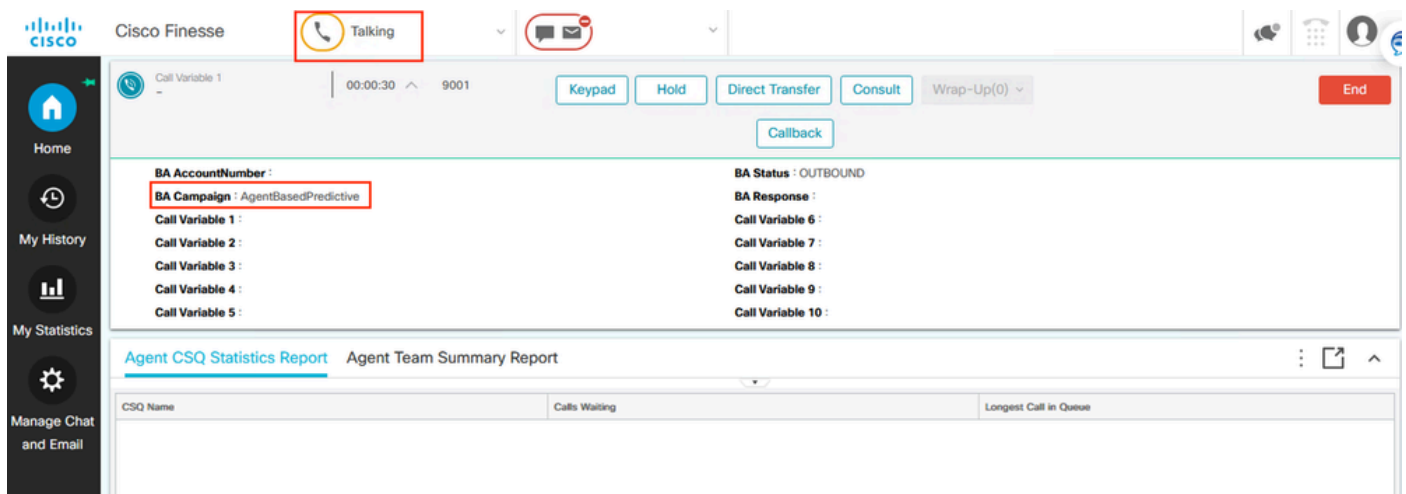 CISCO Cisco Finesse Talking
Call Variable 1
– 00:00:30 9001 Keypad Hold Direct Transfer Consult Wrap-Up(0) End
Callback
Home
BA AccountNumber : BA Status : OUTBOUND
BA Campaign : AgentBasedPredictive BA Response :
Call Variable 1 : Call Variable 6 :
My History
Call Variable 2 : Call Variable 7 :
Call Variable 3 : Call Variable 8 :
Call Variable 4 : Call Variable 9 :
Call Variable 5 : Call Variable 10 :
My Statistics
Agent CSQ Statistics Report Agent Team Summary Report
CSQ Name Calls Waiting Longest Call in Queue
Manage Chat
and Email